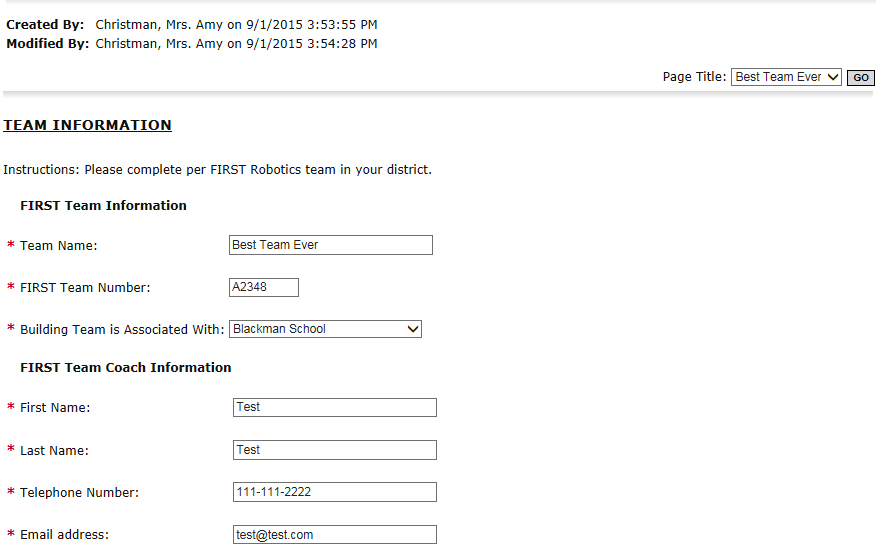 Created By: Christman, Mrs. Amy on 9/1/2015 3:53:55 PM
Modified By: Christman, Mrs. Amy on 9/1/2015 3:54:28 PM
Page Title: Best Team Ever GO
TEAM INFORMATION
Instructions: Please complete per FIRST Robotics team in your district.
FIRST Team Information
* Team Name: Best Team Ever
* FIRST Team Number: A2348
* Building Team is Associated With: Blackman School
FIRST Team Coach Information
* First Name: Test
* Last Name: Test
* Telephone Number: 111-111-2222
* Email address: test@test.com